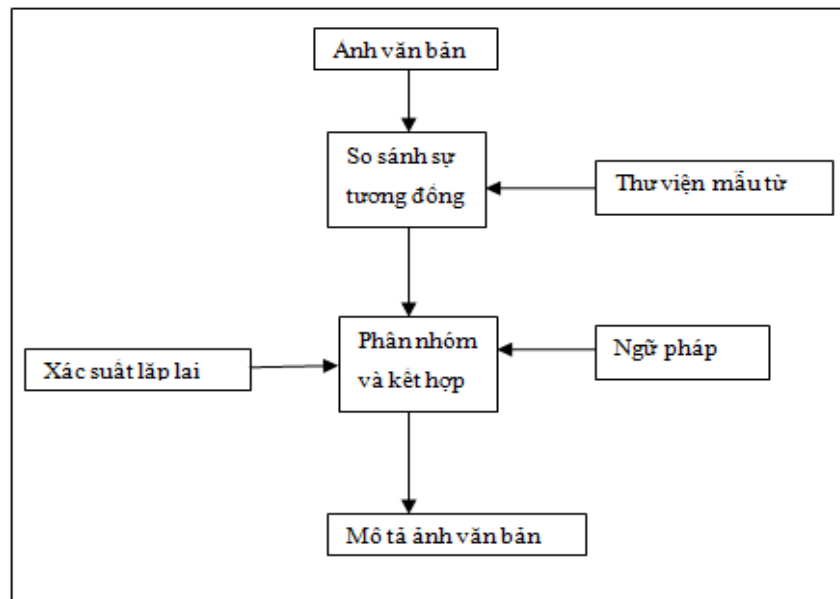 Ảnh văn bản
So sánh sự
tương đồng
Thư viện mẫu từ
Phân nhóm
và kết hợp
Ngữ pháp
Xác suất lặp lại
Mô tả ảnh văn bản